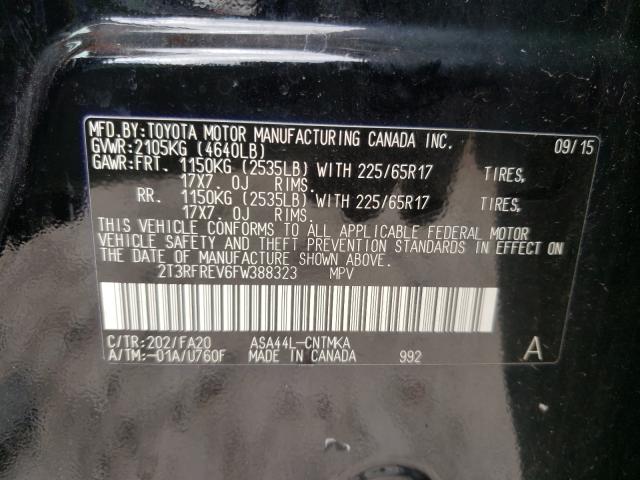 MFD.BY:TOYOTA MOTOR MANUFACTURING CANADA INC.
GVWR:2105KG (4640LB) 09/15
GAWR:FRT. 1150KG (2535LB) WITH 225/65R17 TIRES,
17X7.0J RIMS.
RR. 1150KG (2535LB) WITH 225/65R17 TIRES,
17X7.0J RIMS.
THIS VEHICLE CONFORMS TO ALL APPLICABLE FEDERAL MOTOR
VEHICLE SAFETY AND THEFT PREVENTION STANDARDS IN EFFECT ON
THE DATE OF MANUFACTURE SHOWN ABOVE.
2T3RFREV6FW388323 MPV
C/TR:202/FA20 ASA44L-CNTMKA
A/TM:-01A/U760F MADE IN CANADA 992 A